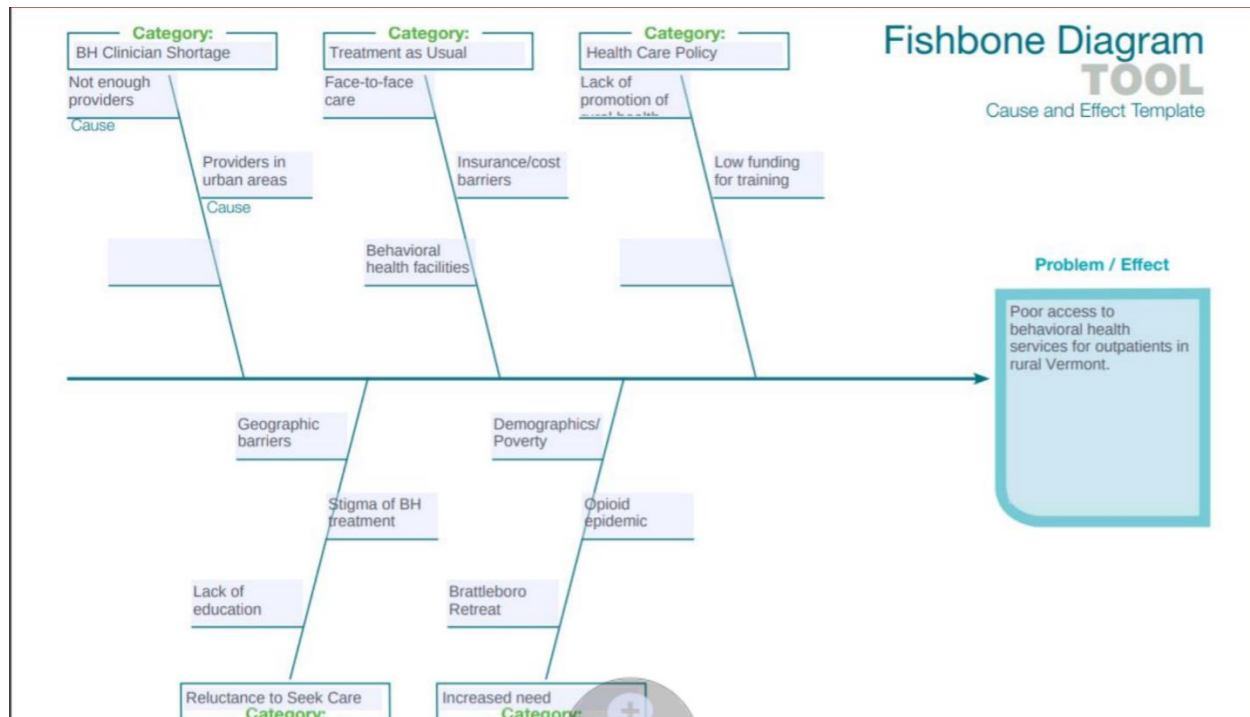 Fishbone Diagram
TOOL
Cause and Effect Template
Category:
BH Clinician Shortage
Not enough
providers
Cause
Providers in
urban areas
Cause
Category:
Treatment as Usual
Face-to-face
care
Insurance/cost
barriers
Behavioral
health facilities
Category:
Health Care Policy
Lack of
promotion of
rural health
Low funding
for training
Problem / Effect
Poor access to
behavioral health
services for outpatients in
rural Vermont.
Geographic
barriers
Stigma of BH
treatment
Lack of
education
Reluctance to Seek Care
Category:
Demographics/
Poverty
Opioid
epidemic
Brattleboro
Retreat
Increased need
Category: